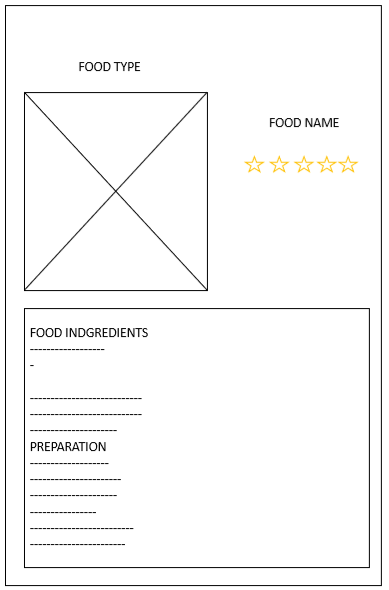 FOOD TYPE
FOOD NAME
FOOD INDGREDIENTS
------------------
-
---------------------------
---------------------------
---------------------
PREPARATION
-------------------
----------------------
---------------------
----------------
-------------------------
-----------------------